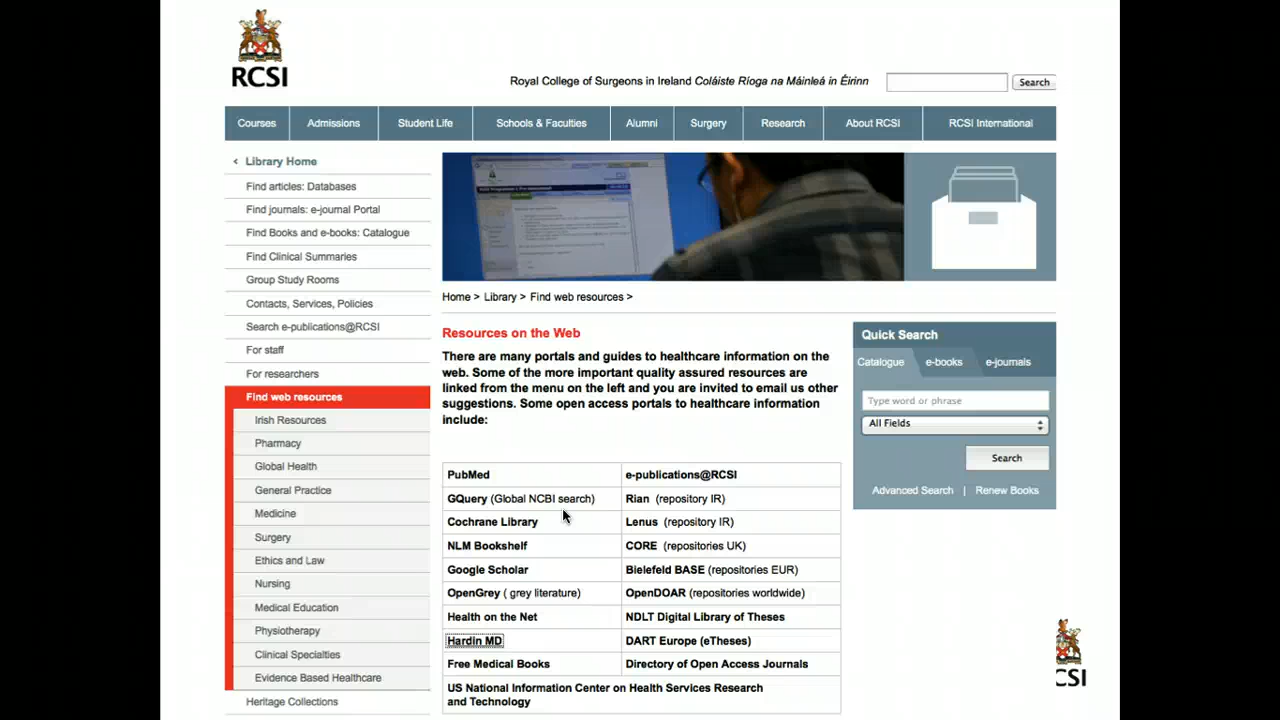 RCSI
Royal College of Surgeons in Ireland Coláiste Ríoga na Máinleá in Éirinn
Search
Courses
Admissions
Student Life
Schools & Faculties
Alumni
Surgery
Research
About RCSI
RCSI International
< Library Home
Find articles: Databases
Find journals: e-journal Portal
Find Books and e-books: Catalogue
Find Clinical Summaries
Group Study Rooms
Contacts, Services, Policies
Search e-publications@RCSI
For staff
For researchers
Find web resources
Irish Resources
Pharmacy
Global Health
General Practice
Medicine
Surgery
Ethics and Law
Nursing
Medical Education
Physiotherapy
Clinical Specialties
Evidence Based Healthcare
Heritage Collections
Home > Library > Find web resources >
Resources on the Web
There are many portals and guides to healthcare information on the
web. Some of the more important quality assured resources are
linked from the menu on the left and you are invited to email us other
suggestions. Some open access portals to healthcare information
include:
PubMed
e-publications@RCSI
GQuery (Global NCBI search)
Rian (repository IR)
Cochrane Library
Lenus (repository IR)
NLM Bookshelf
CORE (repositories UK)
Google Scholar
Bielefeld BASE (repositories EUR)
OpenGrey ( grey literature)
OpenDOAR (repositories worldwide)
Health on the Net
NDLT Digital Library of Theses
Hardin MD
DART Europe (eTheses)
Free Medical Books
Directory of Open Access Journals
US National Information Center on Health Services Research
and Technology
Quick Search
Catalogue
e-books
e-journals
Type word or phrase
All Fields
Search
Advanced Search | Renew Books
CSI